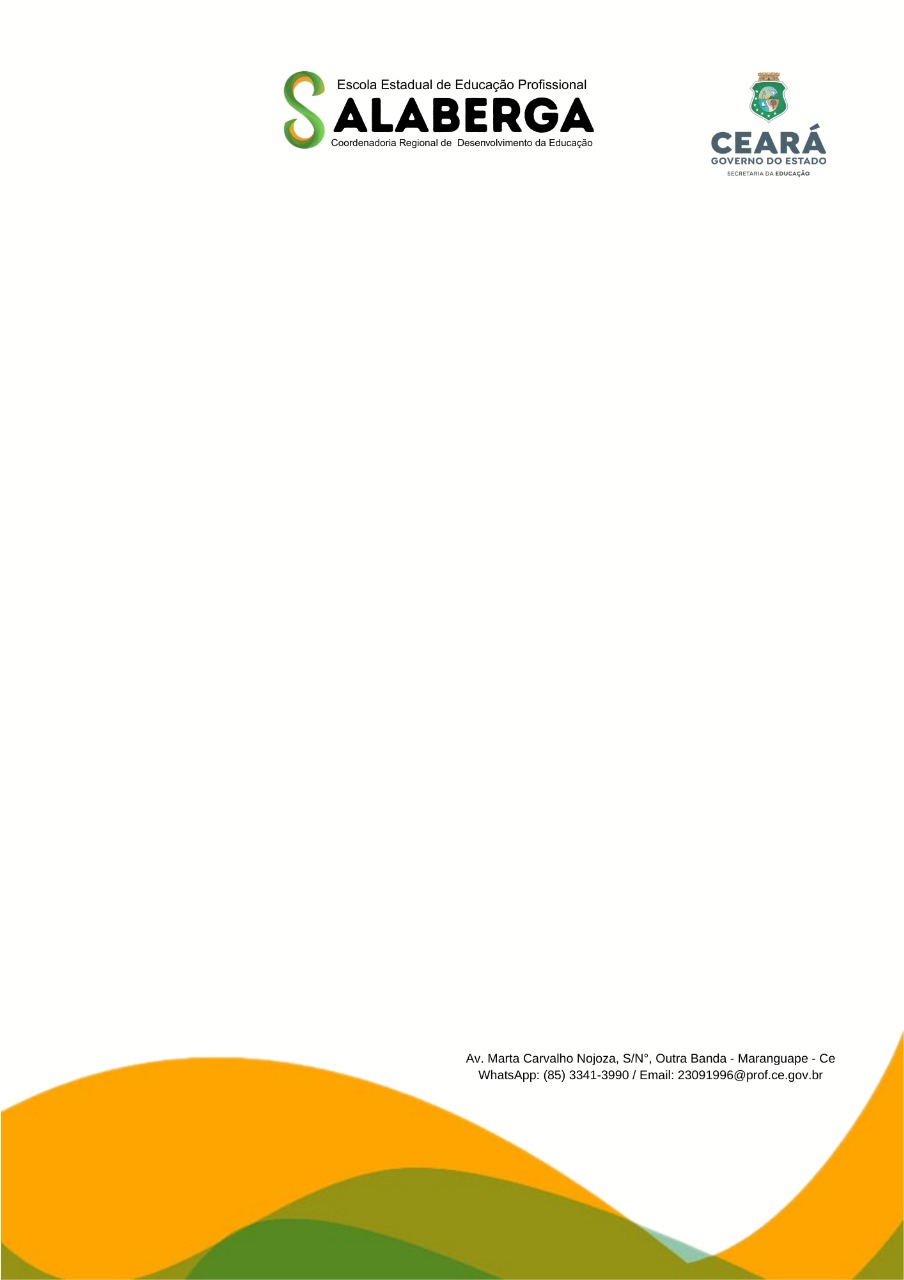 Escola Estadual de Educação Profissional
SALABERGA
Coordenadoria Regional de Desenvolvimento da Educação
CEARÁ
GOVERNO DO ESTADO
SECRETARIA DA EDUCAÇÃO
Av. Marta Carvalho Nojoza, S/N°, Outra Banda - Maranguape - Ce
WhatsApp: (85) 3341-3990 / Email: 23091996@prof.ce.gov.br